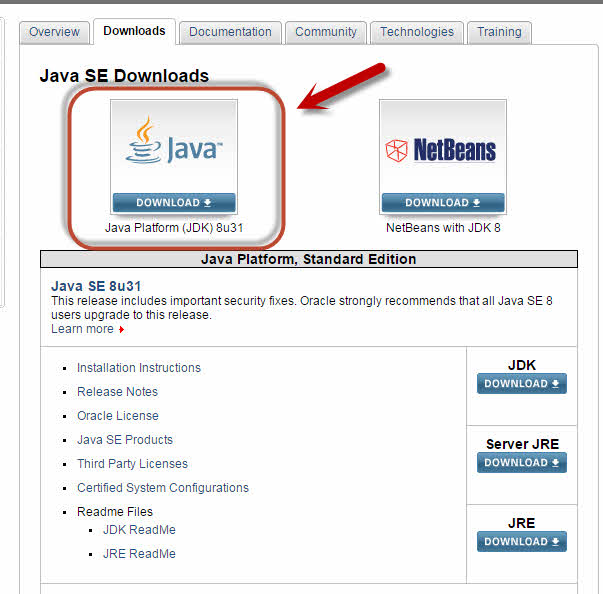 Overview Downloads Documentation Community Technologies Training
Java SE Downloads
Java™
NetBeans
DOWNLOAD
DOWNLOAD
Java Platform (JDK) 8u31
NetBeans with JDK 8
Java Platform, Standard Edition
Java SE 8u31
This release includes important security fixes. Oracle strongly recommends that all Java SE 8
users upgrade to this release.
Learn more
Installation Instructions
Release Notes
Oracle License
Java SE Products
Third Party Licenses
Certified System Configurations
Readme Files
JDK ReadMe
JRE ReadMe
JDK
DOWNLOAD
Server JRE
DOWNLOAD
JRE
DOWNLOAD